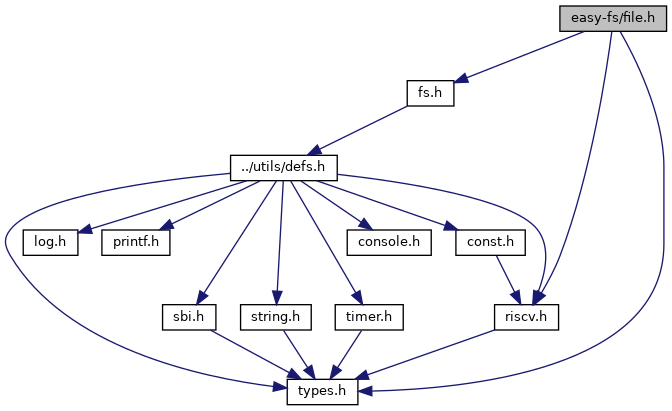 easy-fs/file.h
fs.h
../utils/defs.h
log.h
printf.h
console.h
const.h
sbi.h
string.h
timer.h
riscv.h
types.h